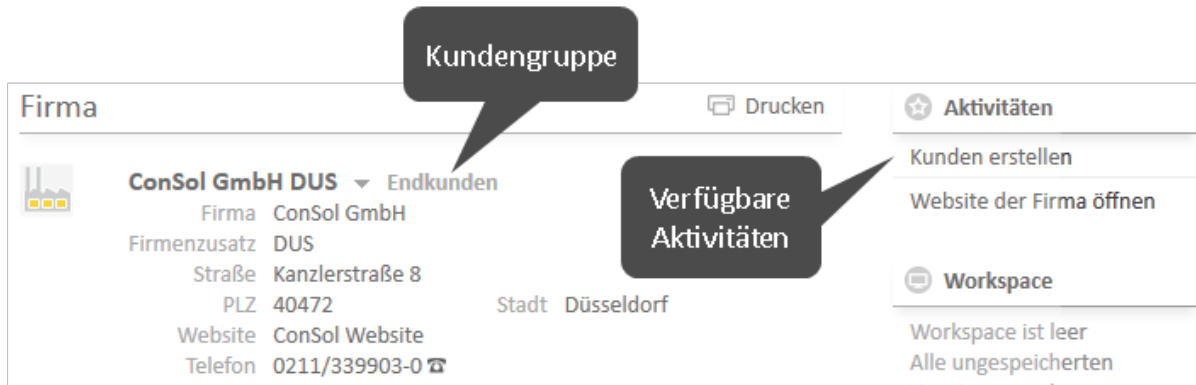 Kundengruppe
Firma
Drucken
ConSol GmbH DUS Endkunden
Firma ConSol GmbH
Firmenzusatz DUS
Straße Kanzlerstraße 8
PLZ 40472 Stadt Düsseldorf
Website ConSol Website
Telefon 0211/339903-0
Verfügbare
Aktivitäten
Aktivitäten
Kunden erstellen
Website der Firma öffnen
Workspace
Workspace ist leer
Alle ungespeicherten